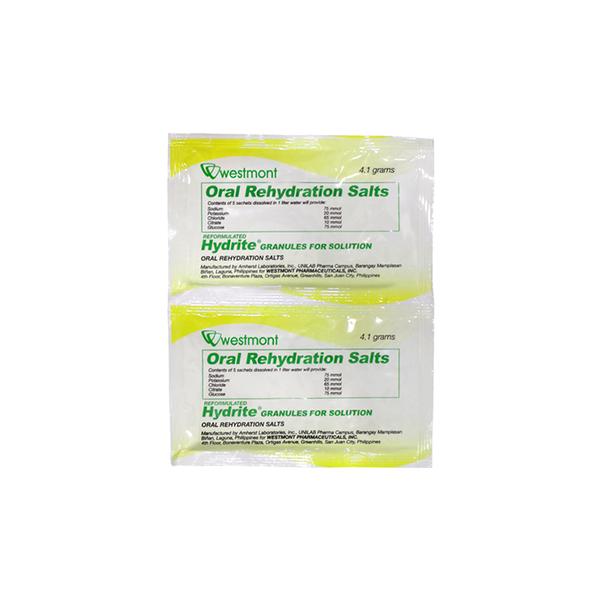 westmont
4.1 grams
Oral Rehydration Salts
Contents of 5 sachets dissolved in 1 liter water will provide:
Sodium 75 mmol
Potassium 20 mmol
Chloride 65 mmol
Citrate 10 mmol
Glucose 75 mmol
REFORMULATED
Hydrite® GRANULES FOR SOLUTION
ORAL REHYDRATION SALTS
Manufactured by Amherst Laboratories, Inc., UNILAB Pharma Campus, Barangay Mamplasan
Biñan, Laguna, Philippines for WESTMONT PHARMACEUTICALS, INC.
4th Floor, Bonaventure Plaza, Ortigas Avenue, Greenhills, San Juan City, Philippines
westmont
4.1 grams
Oral Rehydration Salts
Contents of 5 sachets dissolved in 1 liter water will provide:
Sodium 75 mmol
Potassium 20 mmol
Chloride 65 mmol
Citrate 10 mmol
Glucose 75 mmol
REFORMULATED
Hydrite® GRANULES FOR SOLUTION
ORAL REHYDRATION SALTS
Manufactured by Amherst Laboratories, Inc., UNILAB Pharma Campus, Barangay Mamplasan
Biñan, Laguna, Philippines for WESTMONT PHARMACEUTICALS, INC.
4th Floor, Bonaventure Plaza, Ortigas Avenue, Greenhills, San Juan City, Philippines